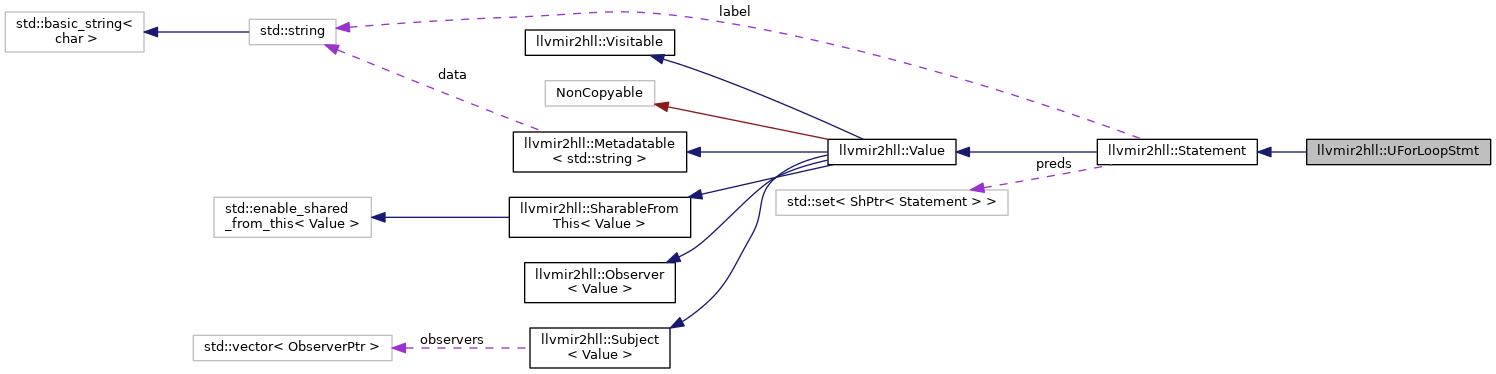 label
std::basic_string<
char >
std::string
llvmir2hll::Visitable
data
NonCopyable
llvmir2hll::Metadatable
< std::string >
llvmir2hll::Value
llvmir2hll::Statement
llvmir2hll::UForLoopStmt
preds
std::set< ShPtr< Statement > >
std::enable_shared
_from_this< Value >
llvmir2hll::SharableFrom
This< Value >
llvmir2hll::Observer
< Value >
observers
std::vector< ObserverPtr >
llvmir2hll::Subject
< Value >